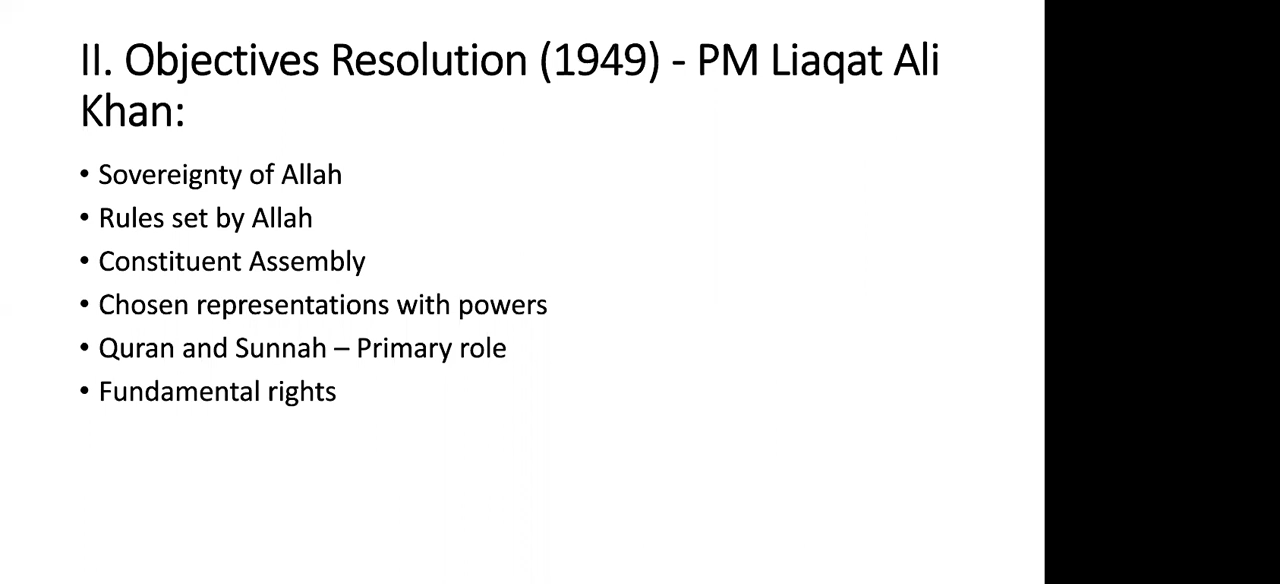 II. Objectives Resolution (1949) - PM Liaqat Ali
Khan:
• Sovereignty of Allah
• Rules set by Allah
• Constituent Assembly
• Chosen representations with powers
• Quran and Sunnah – Primary role
• Fundamental rights